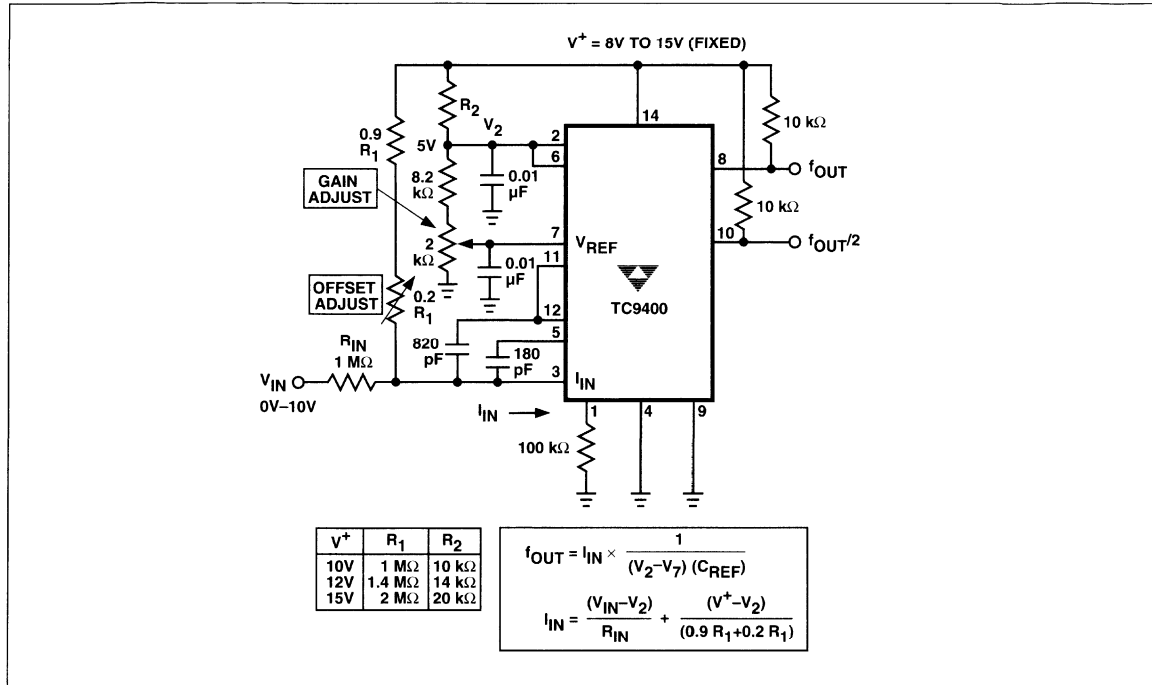 V+ = 8V TO 15V (FIXED)
R2
V2
5V
0.9
R1
8.2
kΩ
0.01
µF
GAIN
ADJUST
2
kΩ
0.01
µF
OFFSET
ADJUST
0.2
R1
RIN
1 MΩ
820
pF
180
pF
VIN
0V–10V
IIN
14
2
6
7
VREF
11
12
5
3
IIN
TC9400
8
10
1
4
9
10 kΩ
fOUT
10 kΩ
fOUT/2
100 kΩ
V+ R1 R2
10V 1 MΩ 10 kΩ
12V 1.4 MΩ 14 kΩ
15V 2 MΩ 20 kΩ
fOUT = IIN × 1 / (V2–V7) (CREF)
IIN = (VIN–V2) / RIN + (V+–V2) / (0.9 R1+0.2 R1)